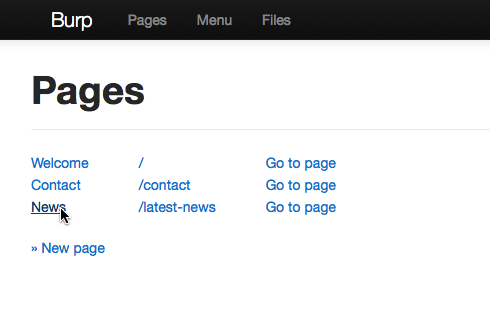 Burp Pages Menu Files
Pages
Welcome / Go to page
Contact /contact Go to page
News /latest-news Go to page
» New page